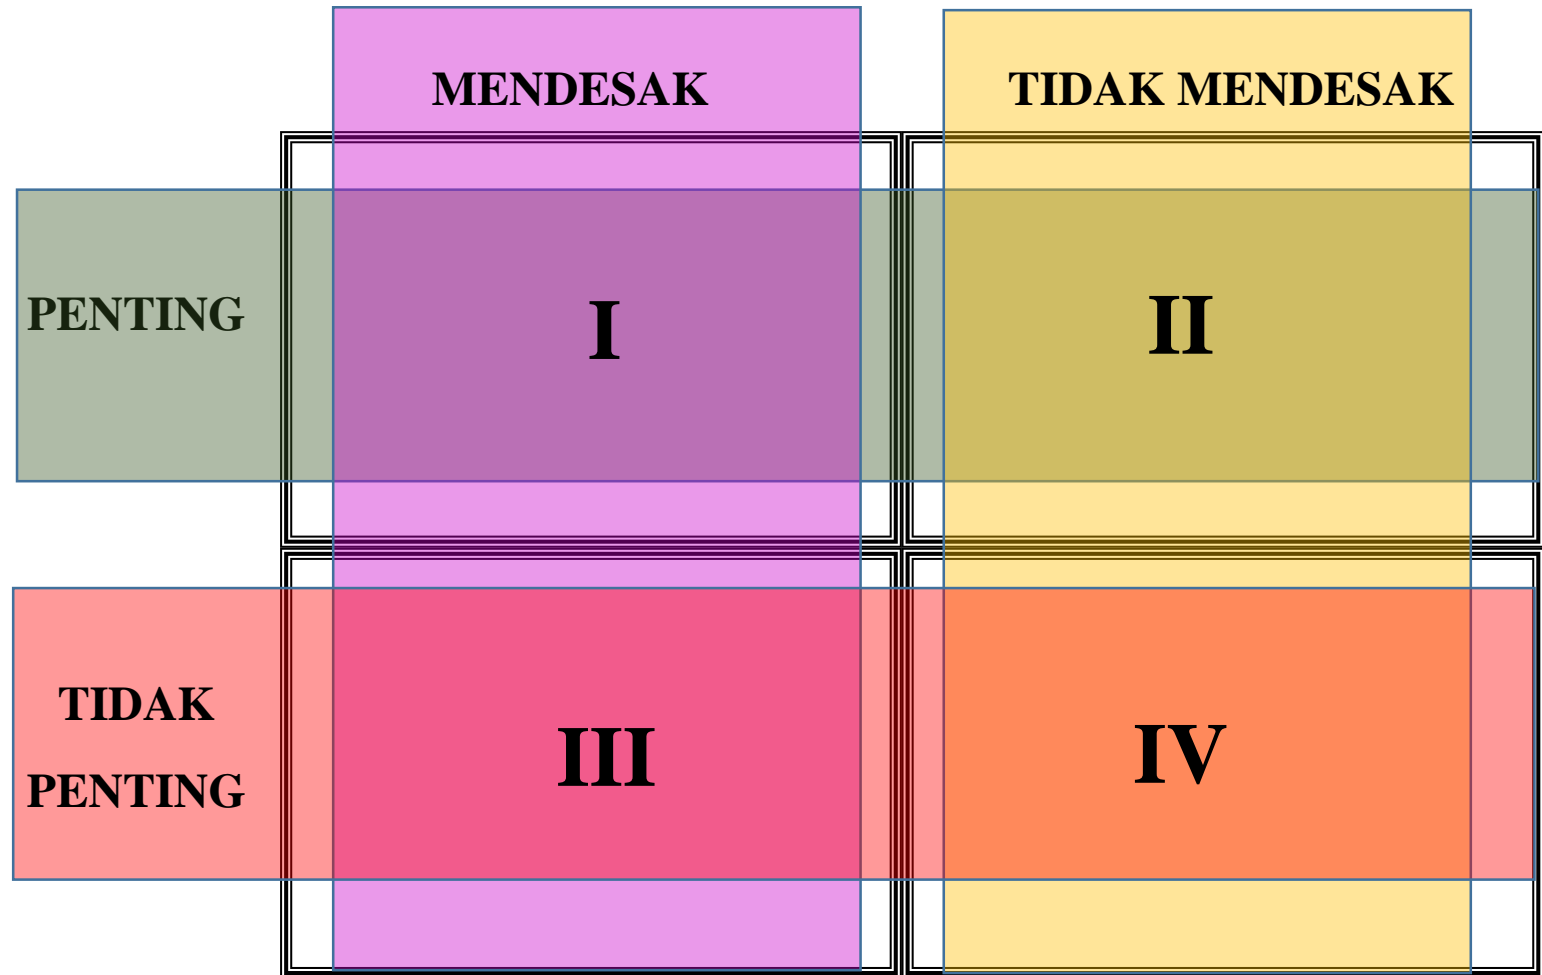 MENDESAK
TIDAK MENDESAK
PENTING
I
II
TIDAK
PENTING
III
IV